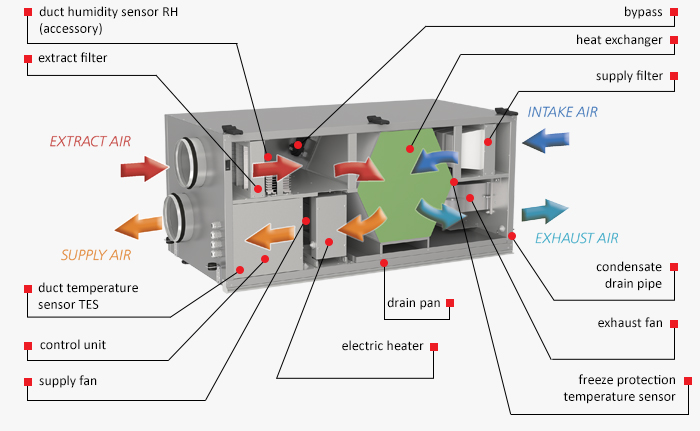 duct humidity sensor RH
(accessory)
extract filter
bypass
heat exchanger
supply filter
EXTRACT AIR
INTAKE AIR
SUPPLY AIR
EXHAUST AIR
duct temperature
sensor TES
control unit
supply fan
drain pan
electric heater
condensate
drain pipe
exhaust fan
freeze protection
temperature sensor